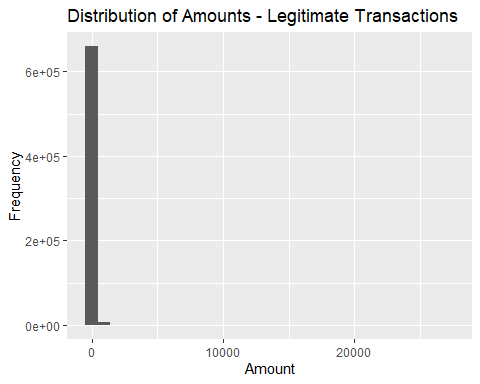 Distribution of Amounts - Legitimate Transactions
Frequency
6e+05
4e+05
2e+05
0e+00
0 10000 20000
Amount